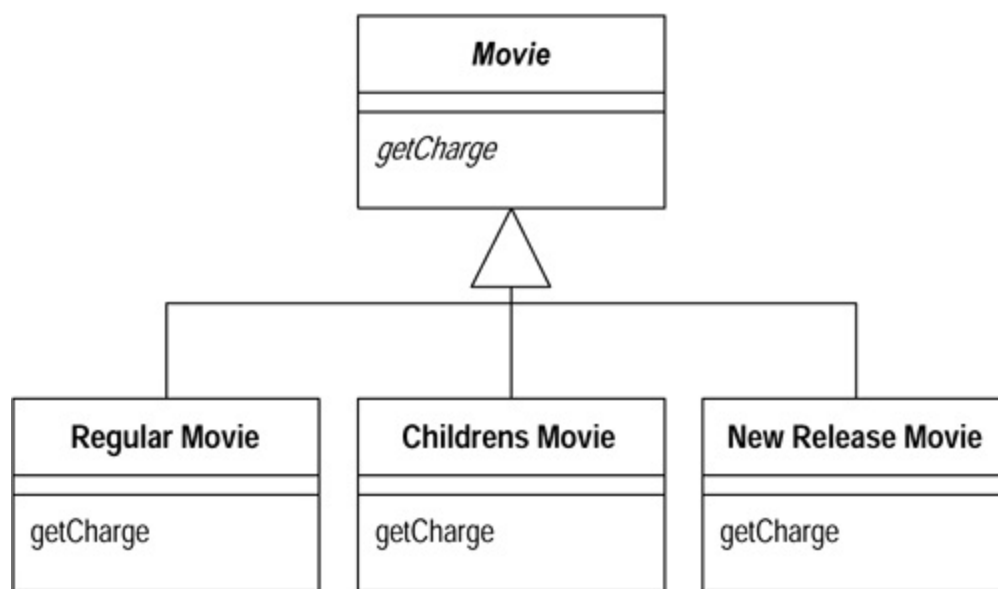 Movie
getCharge
Regular Movie
getCharge
Childrens Movie
getCharge
New Release Movie
getCharge